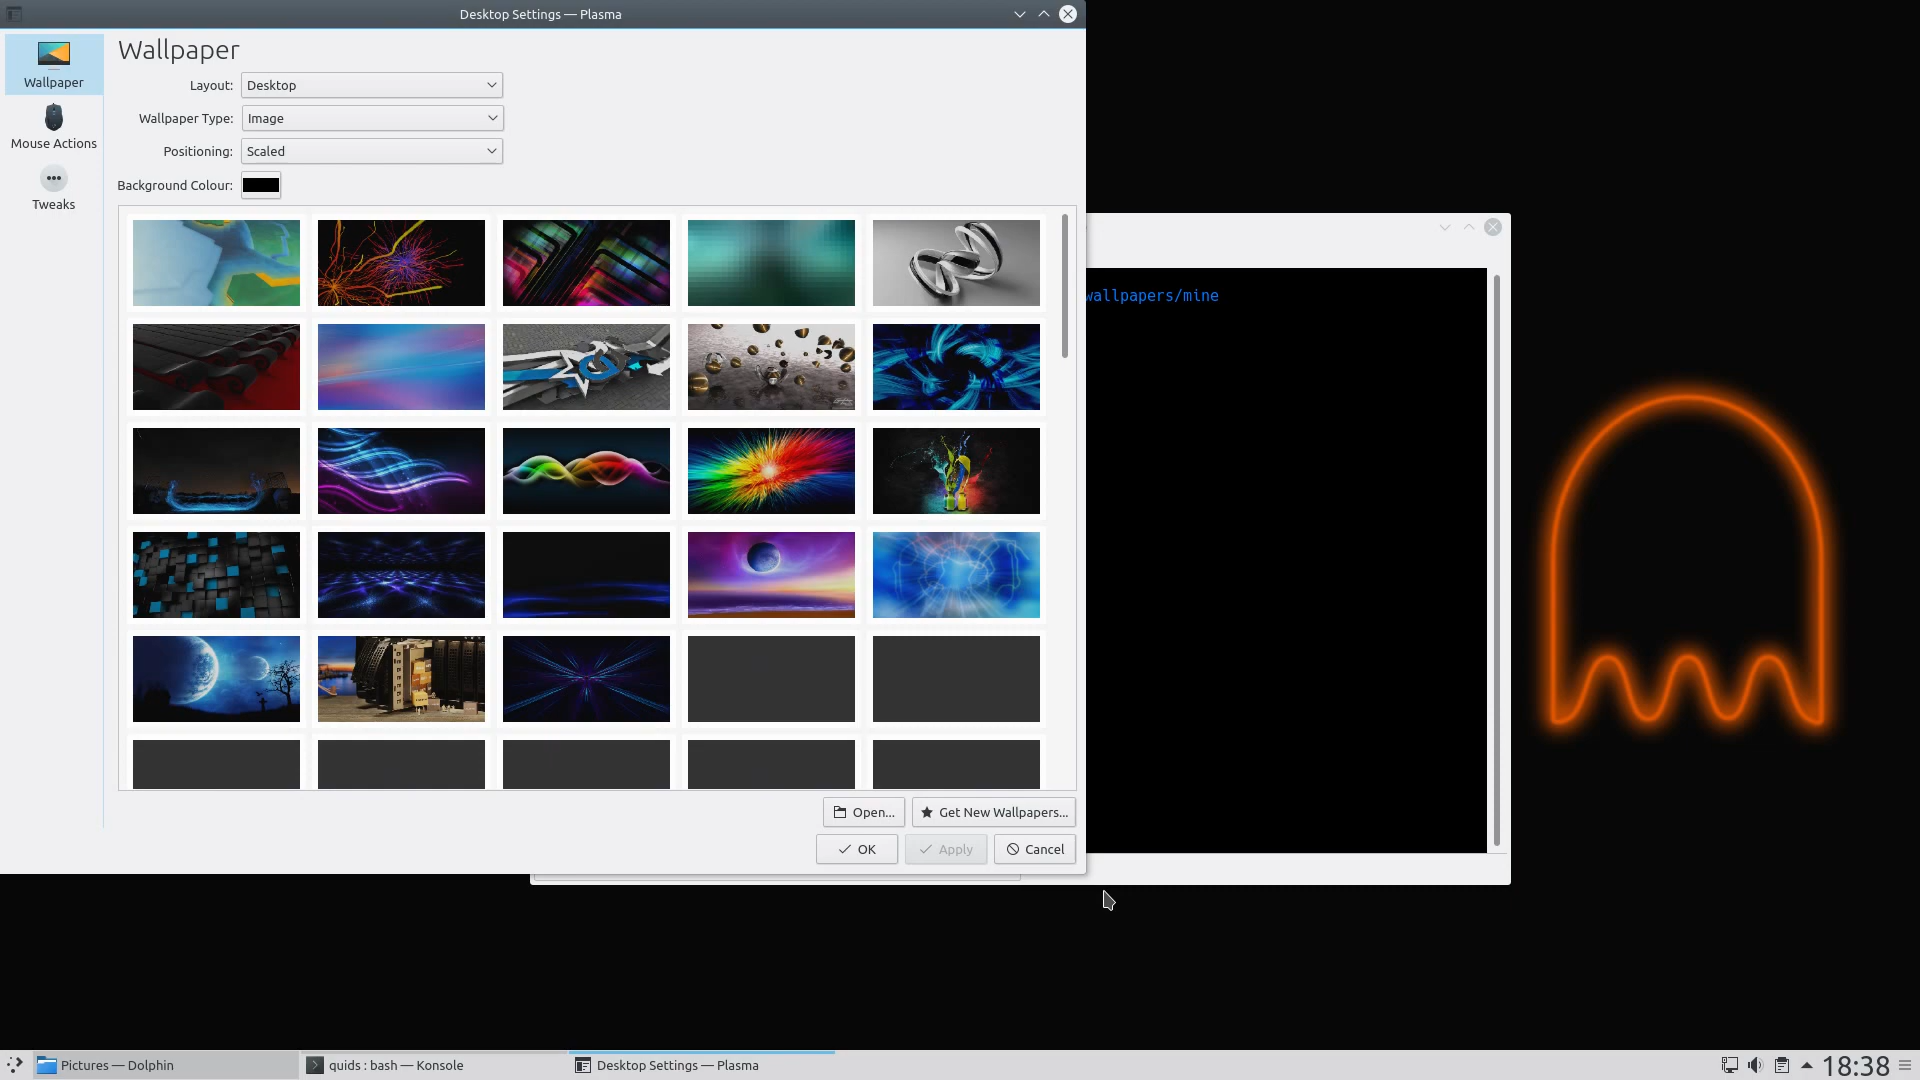 Desktop Settings — Plasma
Wallpaper
Wallpaper
Mouse Actions
Tweaks
Layout: Desktop
Wallpaper Type: Image
Positioning: Scaled
Background Colour:
Open...
Get New Wallpapers...
OK
Apply
Cancel
wallpapers/mine
Pictures — Dolphin
quids : bash — Konsole
Desktop Settings — Plasma
18:38